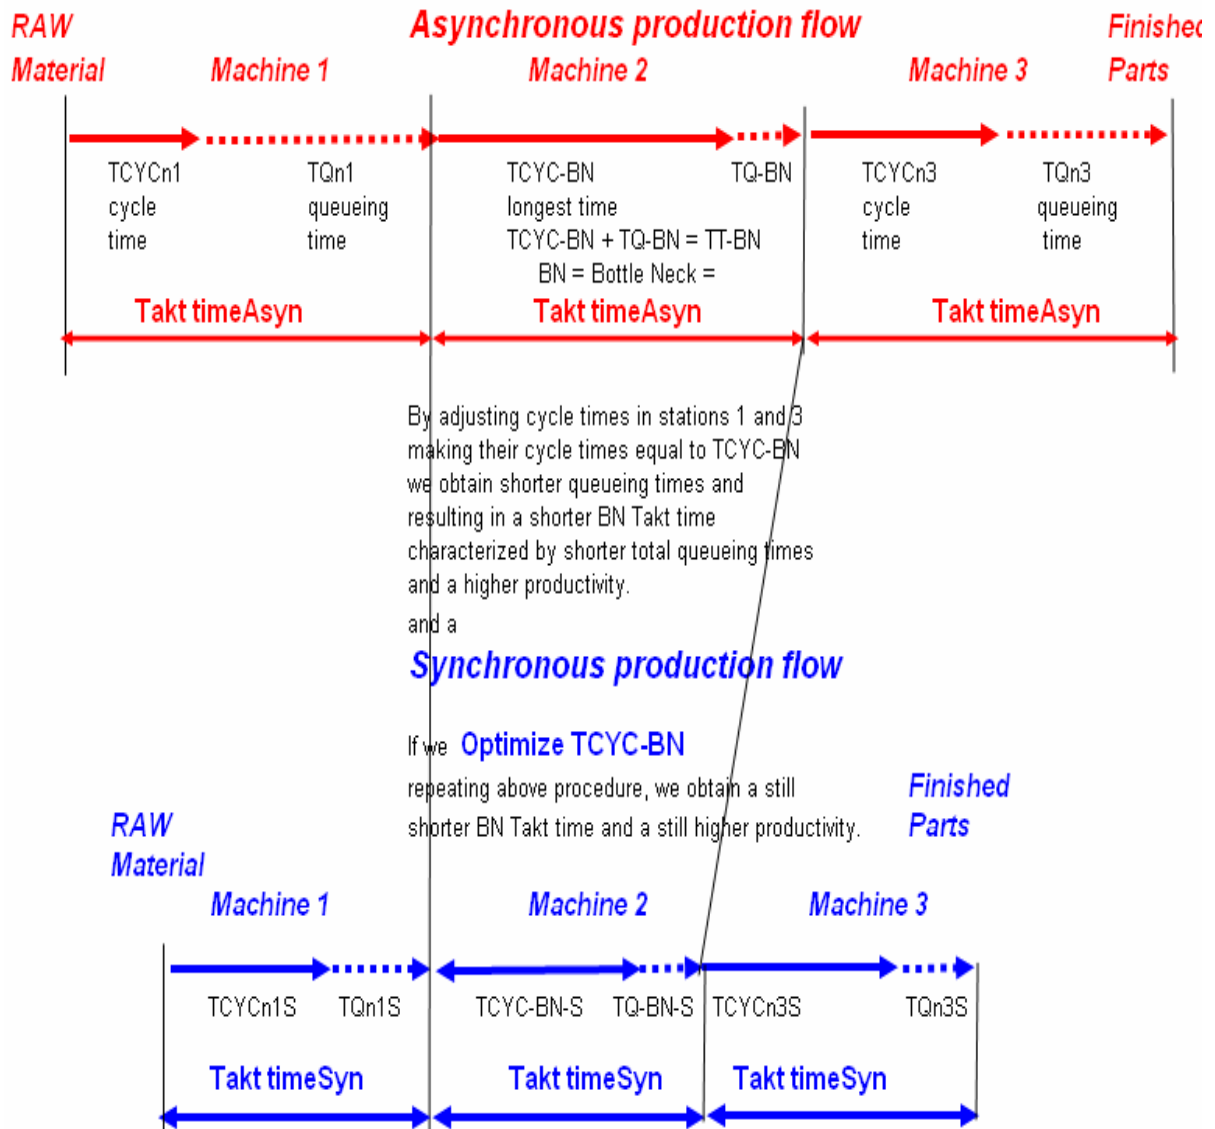 RAW
Material
Asynchronous production flow
Finished
Parts
Machine 1
Machine 2
Machine 3
TCYCn1
cycle
time
TQn1
queueing
time
TCYC-BN
longest time
TCYC-BN + TQ-BN = TT-BN
BN = Bottle Neck =
TQ-BN
TCYCn3
cycle
time
TQn3
queueing
time
Takt timeAsyn
Takt timeAsyn
Takt timeAsyn
By adjusting cycle times in stations 1 and 3
making their cycle times equal to TCYC-BN
we obtain shorter queueing times and
resulting in a shorter BN Takt time
characterized by shorter total queueing times
and a higher productivity.
and a
Synchronous production flow
If we Optimize TCYC-BN
repeating above procedure, we obtain a still
shorter BN Takt time and a still higher productivity.
Finished
Parts
RAW
Material
Machine 1
Machine 2
Machine 3
TCYCn1S
TQn1S
TCYC-BN-S
TQ-BN-S
TCYCn3S
TQn3S
Takt timeSyn
Takt timeSyn
Takt timeSyn